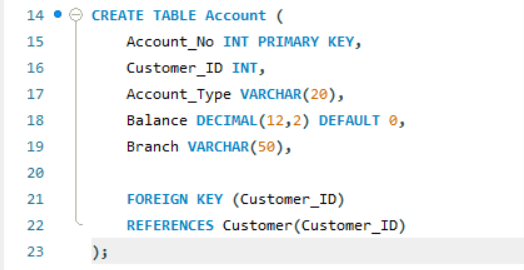 14 CREATE TABLE Account (
15     Account_No INT PRIMARY KEY,
16     Customer_ID INT,
17     Account_Type VARCHAR(20),
18     Balance DECIMAL(12,2) DEFAULT 0,
19     Branch VARCHAR(50),
20
21     FOREIGN KEY (Customer_ID)
22     REFERENCES Customer(Customer_ID)
23 );